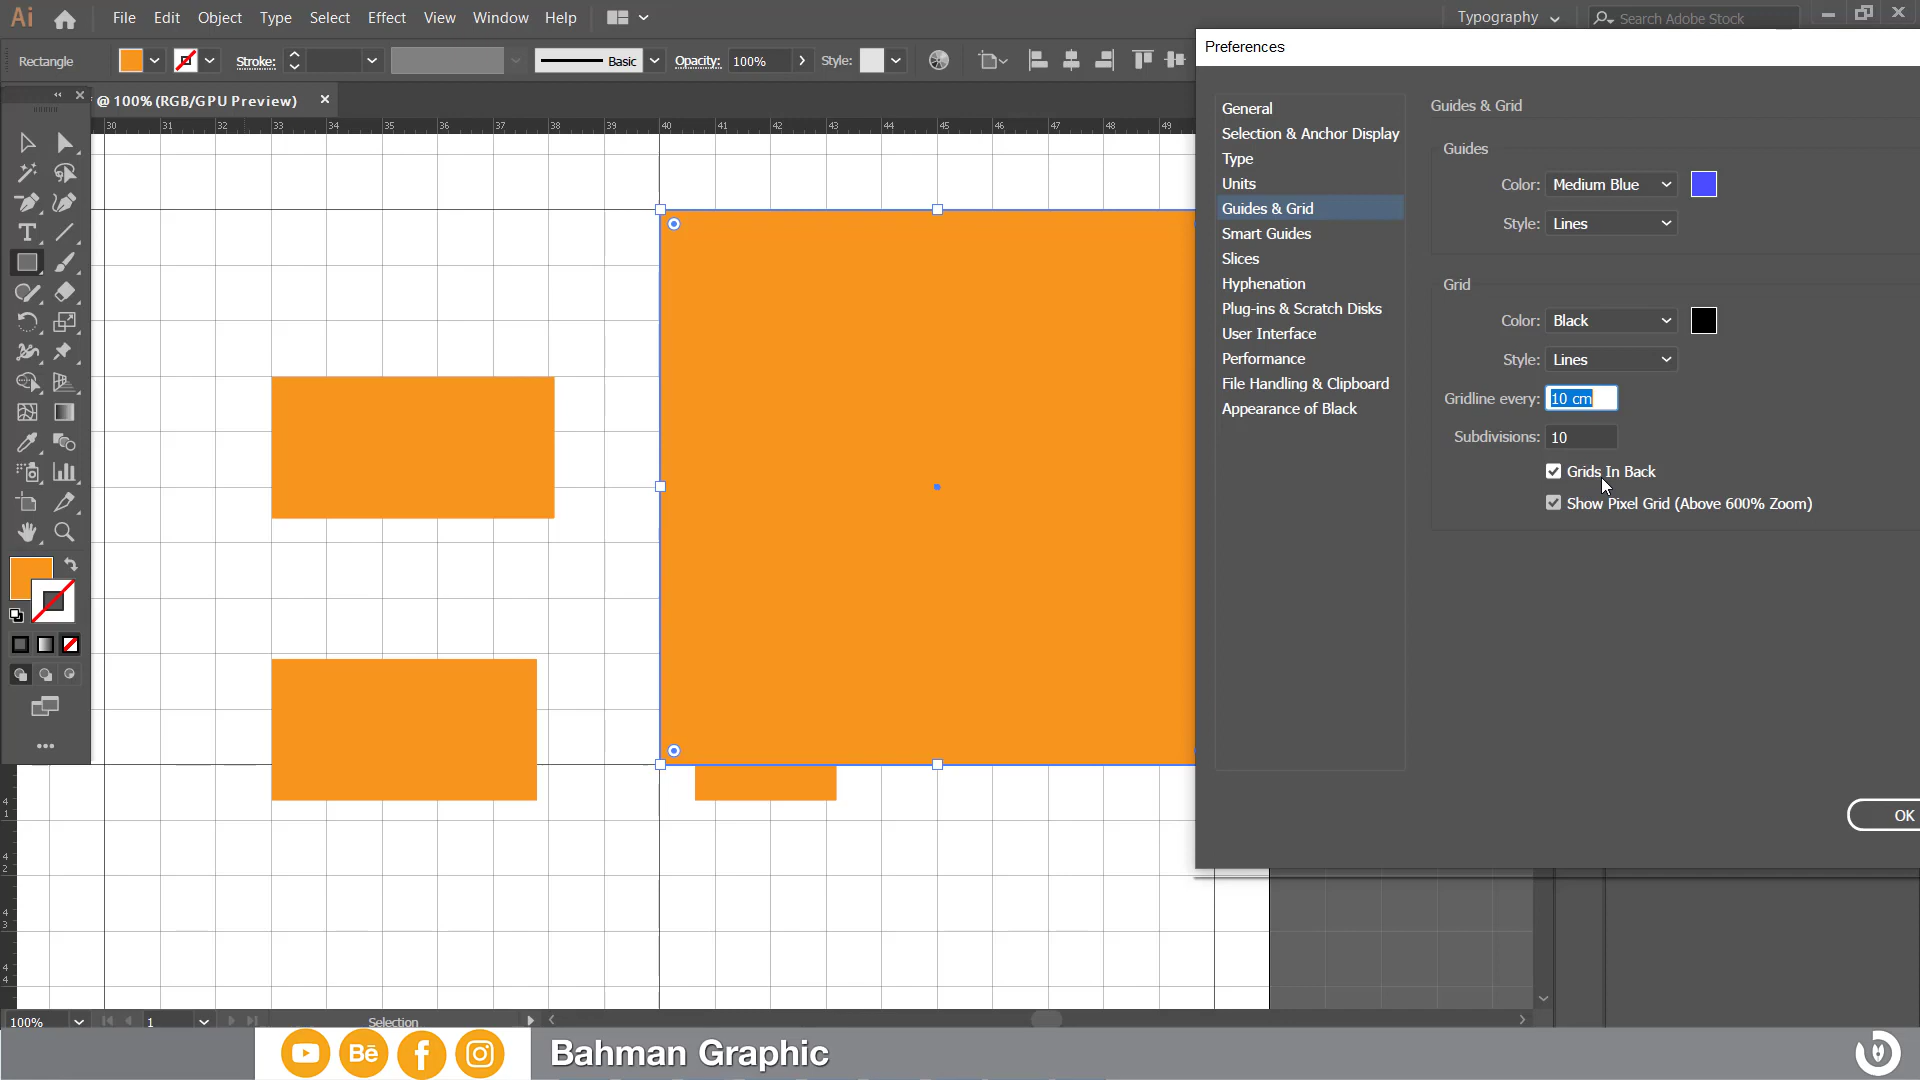 Ai File Edit Object Type Select Effect View Window Help Typography Search Adobe Stock
Rectangle Stroke: Basic Opacity: 100% Style:
@ 100% (RGB/GPU Preview)
30 31 32 33 34 35 36 37 38 39 40 41 42 43 44 45 46 47 48 49
Preferences
General
Selection & Anchor Display
Type
Units
Guides & Grid
Smart Guides
Slices
Hyphenation
Plug-ins & Scratch Disks
User Interface
Performance
File Handling & Clipboard
Appearance of Black
Guides & Grid
Guides
Color: Medium Blue
Style: Lines
Grid
Color: Black
Style: Lines
Gridline every: 10 cm
Subdivisions: 10
Grids In Back
Show Pixel Grid (Above 600% Zoom)
OK
41
42
43
44
100% 1 Selection
Bē
Bahman Graphic